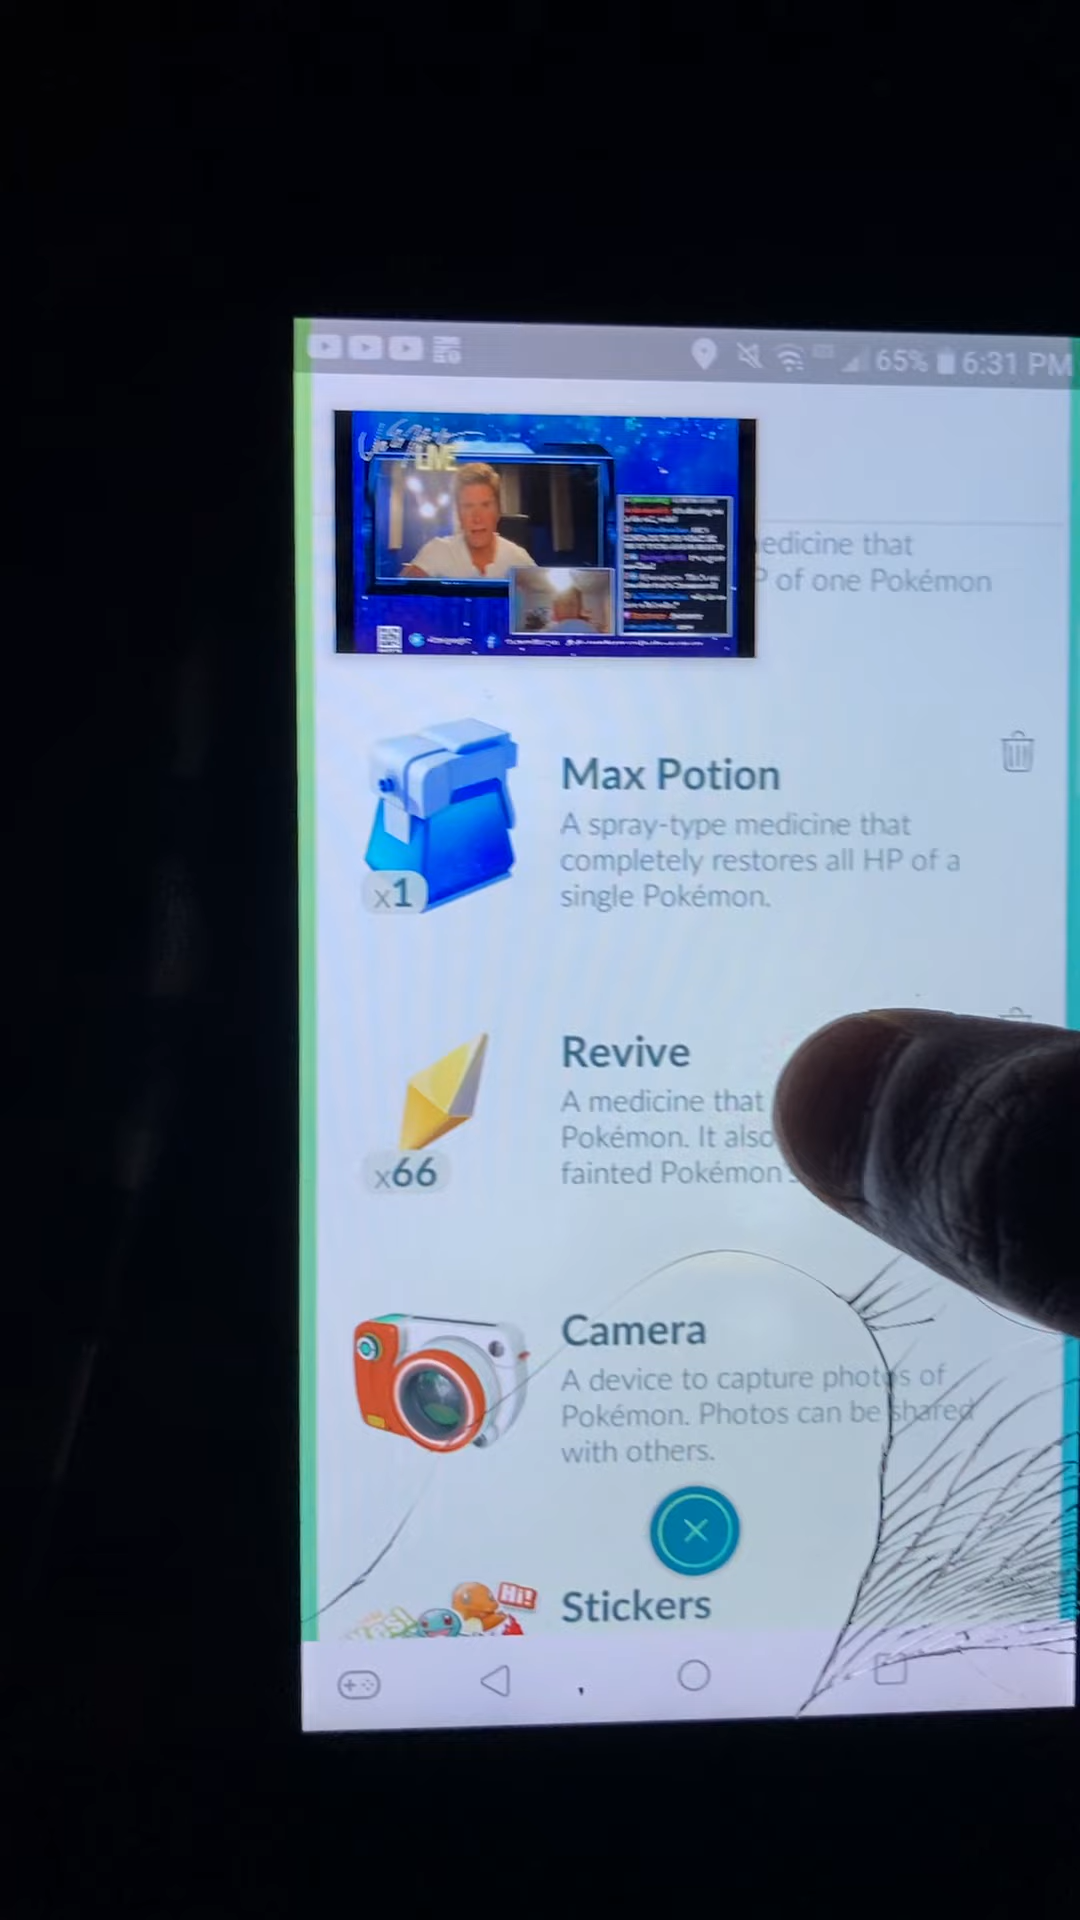 65% 6:31 PM
LIVE
edicine that
P of one Pokémon
Max Potion
A spray-type medicine that
completely restores all HP of a
single Pokémon.
x1
Revive
A medicine that
Pokémon. It also
fainted Pokémon
x66
Camera
A device to capture photos of
Pokémon. Photos can be shared
with others.
Hi!
Stickers